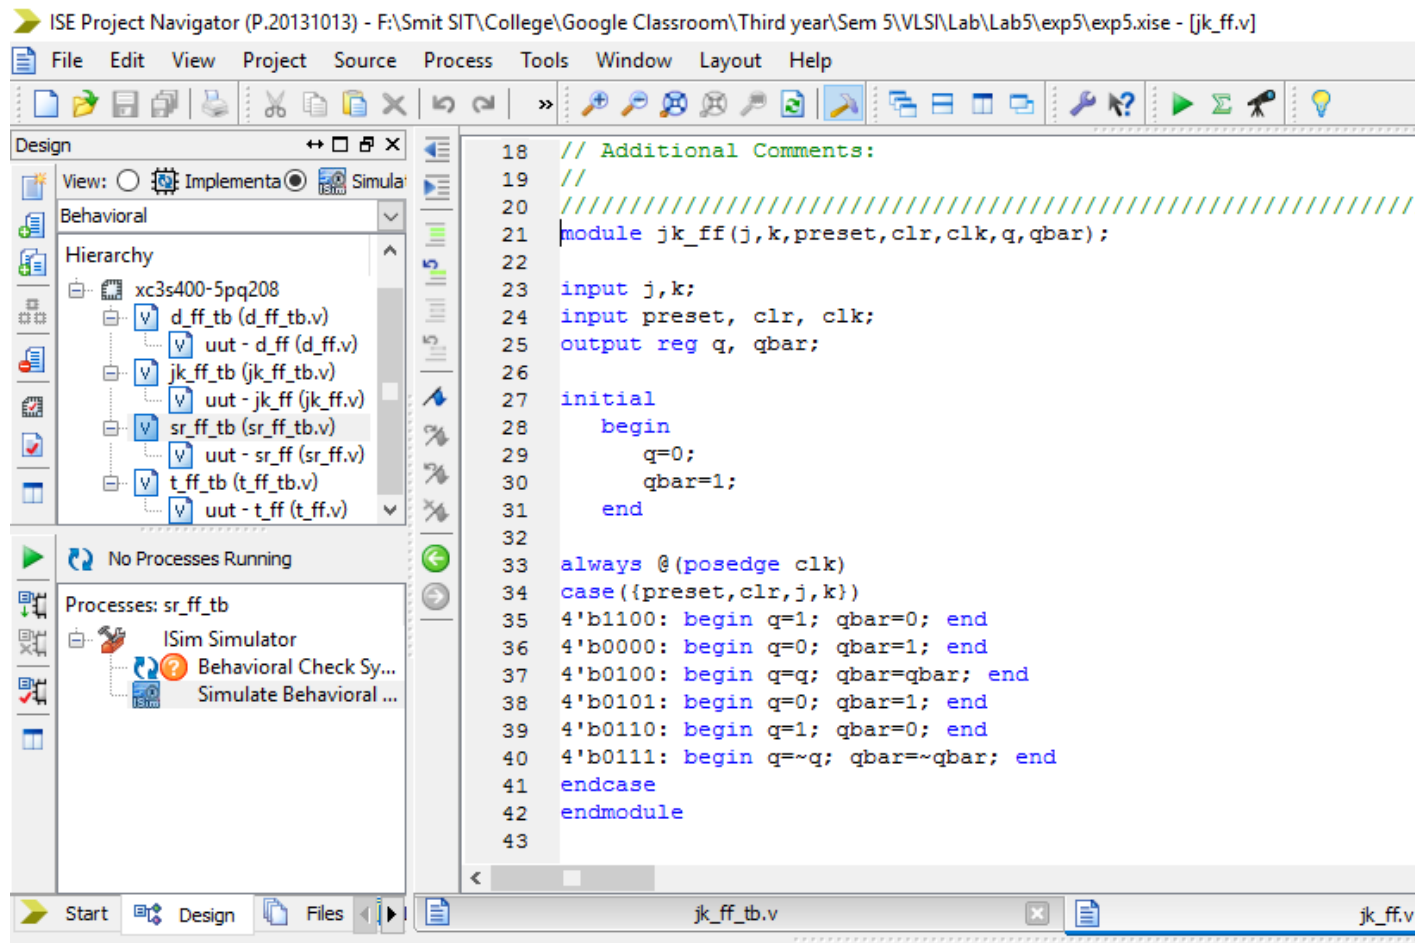 ISE Project Navigator (P.20131013) - F:\Smit SIT\College\Google Classroom\Third year\Sem 5\VLSI\Lab\Lab5\exp5\exp5.xise - [jk_ff.v]
File Edit View Project Source Process Tools Window Layout Help
»
Design
View: Implementa Simula
Behavioral
Hierarchy
xc3s400-5pq208
d_ff_tb (d_ff_tb.v)
uut - d_ff (d_ff.v)
jk_ff_tb (jk_ff_tb.v)
uut - jk_ff (jk_ff.v)
sr_ff_tb (sr_ff_tb.v)
uut - sr_ff (sr_ff.v)
t_ff_tb (t_ff_tb.v)
uut - t_ff (t_ff.v)
No Processes Running
Processes: sr_ff_tb
ISim Simulator
Behavioral Check Sy...
Simulate Behavioral ...
Start Design Files
18 // Additional Comments:
19 //
20 //////////////////////////////////////////////////////////////
21 module jk_ff(j,k,preset,clr,clk,q,qbar);
22
23 input j,k;
24 input preset, clr, clk;
25 output reg q, qbar;
26
27 initial
28 begin
29 q=0;
30 qbar=1;
31 end
32
33 always @(posedge clk)
34 case({preset,clr,j,k})
35 4'b1100: begin q=1; qbar=0; end
36 4'b0000: begin q=0; qbar=1; end
37 4'b0100: begin q=q; qbar=qbar; end
38 4'b0101: begin q=0; qbar=1; end
39 4'b0110: begin q=1; qbar=0; end
40 4'b0111: begin q=~q; qbar=~qbar; end
41 endcase
42 endmodule
43
jk_ff_tb.v jk_ff.v